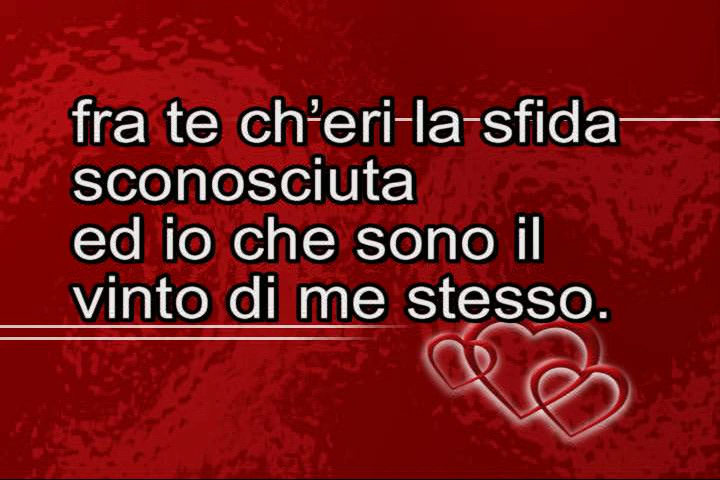 fra te ch’eri la sfida
sconosciuta
ed io che sono il
vinto di me stesso.